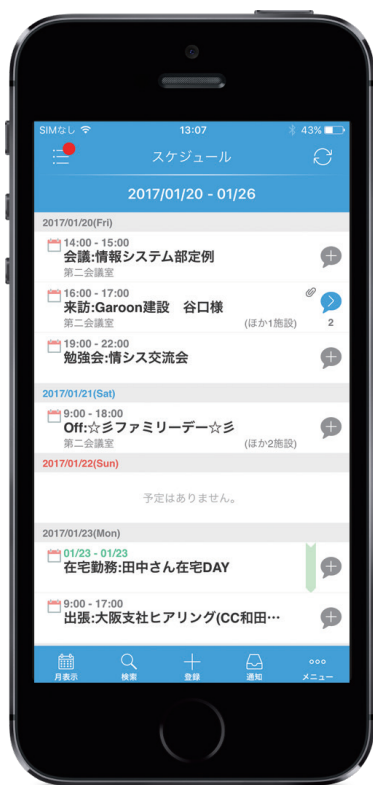 SIMなし 13:07 43%
スケジュール
2017/01/20 - 01/26
2017/01/20(Fri)
14:00 - 15:00
会議:情報システム部定例
第二会議室
16:00 - 17:00
来訪:Garoon建設 谷口様
第二会議室 (ほか1施設) 2
19:00 - 22:00
勉強会:情シス交流会
2017/01/21(Sat)
9:00 - 18:00
Off:☆彡ファミリーデー☆彡
第二会議室 (ほか2施設)
2017/01/22(Sun)
予定はありません。
2017/01/23(Mon)
01/23 - 01/23
在宅勤務:田中さん在宅DAY
9:00 - 17:00
出張:大阪支社ヒアリング(CC和田…
月表示 検索 登録 通知 メニュー